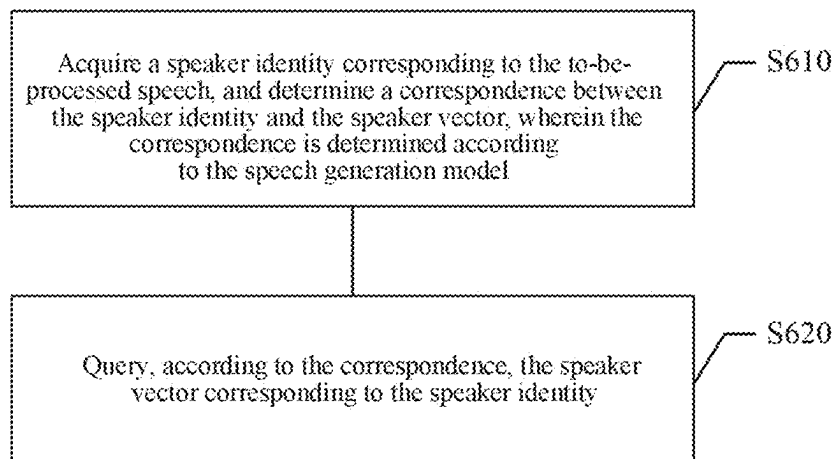 Acquire a speaker identity corresponding to the to-be-
processed speech, and determine a correspondence between
the speaker identity and the speaker vector, wherein the
correspondence is determined according
to the speech generation model
S610
Query, according to the correspondence, the speaker
vector corresponding to the speaker identity
S620